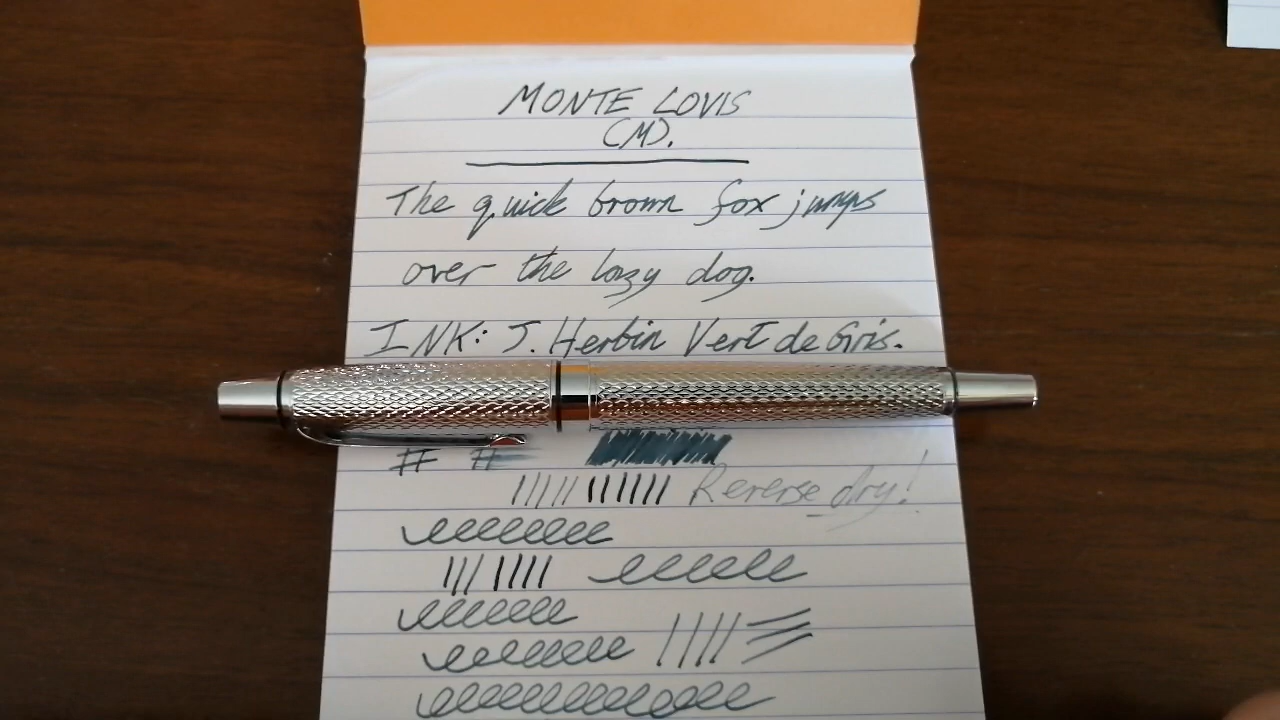 MONTE LOVIS
(M).
The quick brown fox jumps
over the lazy dog.
INK: J. Herbin Vert de Gris.
# #
Reverse dry!